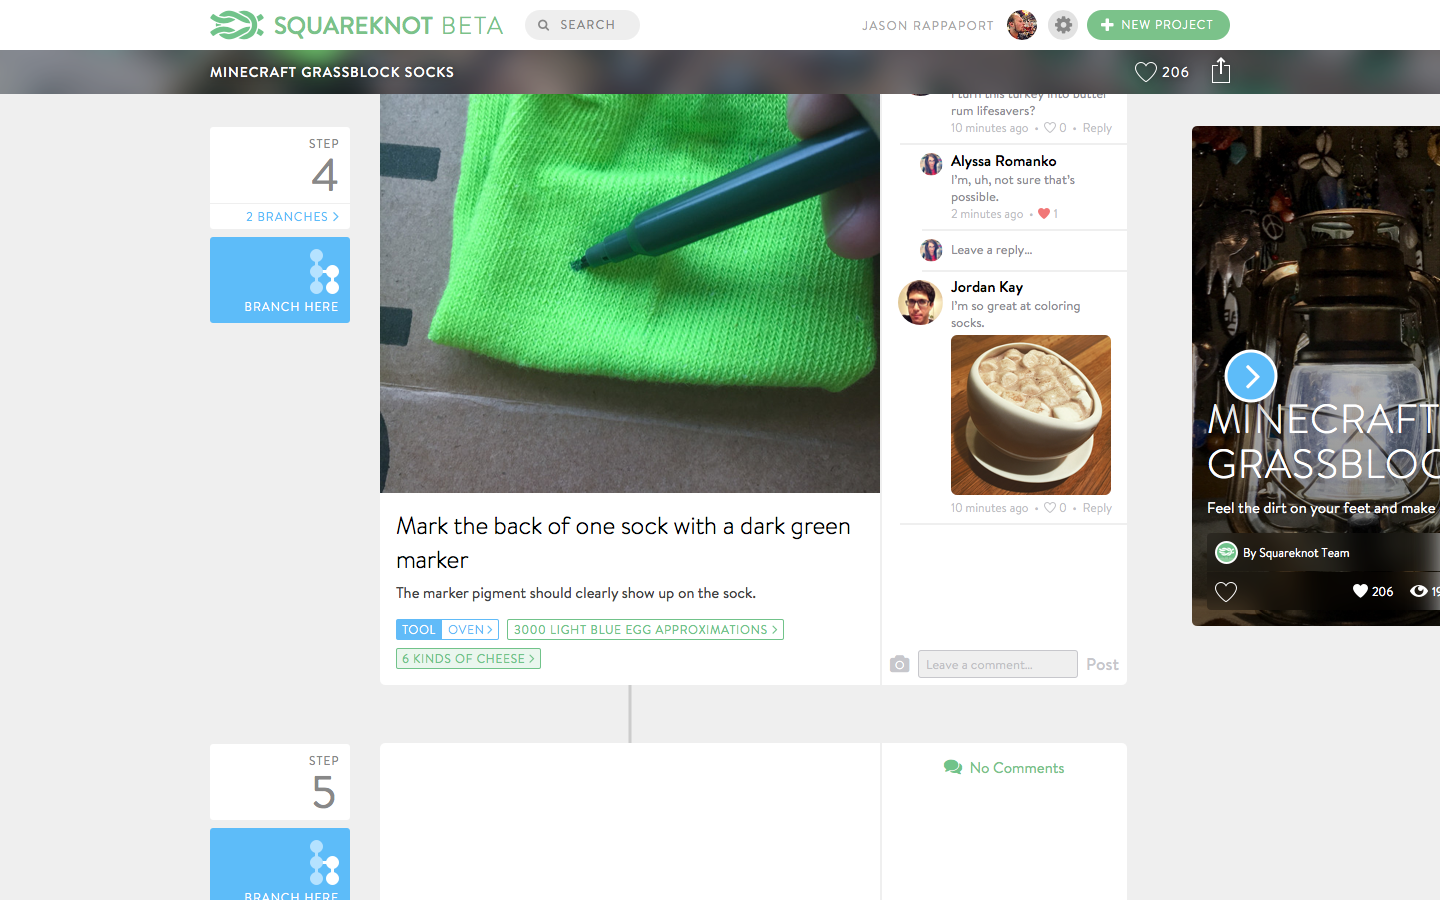 SQUAREKNOT BETA
SEARCH
JASON RAPPAPORT
NEW PROJECT
MINECRAFT GRASSBLOCK SOCKS
206
STEP
4
2 BRANCHES >
BRANCH HERE
I turn this turkey into butter
rum lifesavers?
10 minutes ago • 0 • Reply
Alyssa Romanko
I'm, uh, not sure that's
possible.
2 minutes ago • 1
Leave a reply...
Jordan Kay
I'm so great at coloring
socks.
10 minutes ago • 0 • Reply
Mark the back of one sock with a dark green
marker
The marker pigment should clearly show up on the sock.
TOOL OVEN >
3000 LIGHT BLUE EGG APPROXIMATIONS >
6 KINDS OF CHEESE >
Leave a comment...
Post
MINECRAFT
GRASSBLOC
Feel the dirt on your feet and make
By Squareknot Team
206
19
STEP
5
BRANCH HERE
No Comments